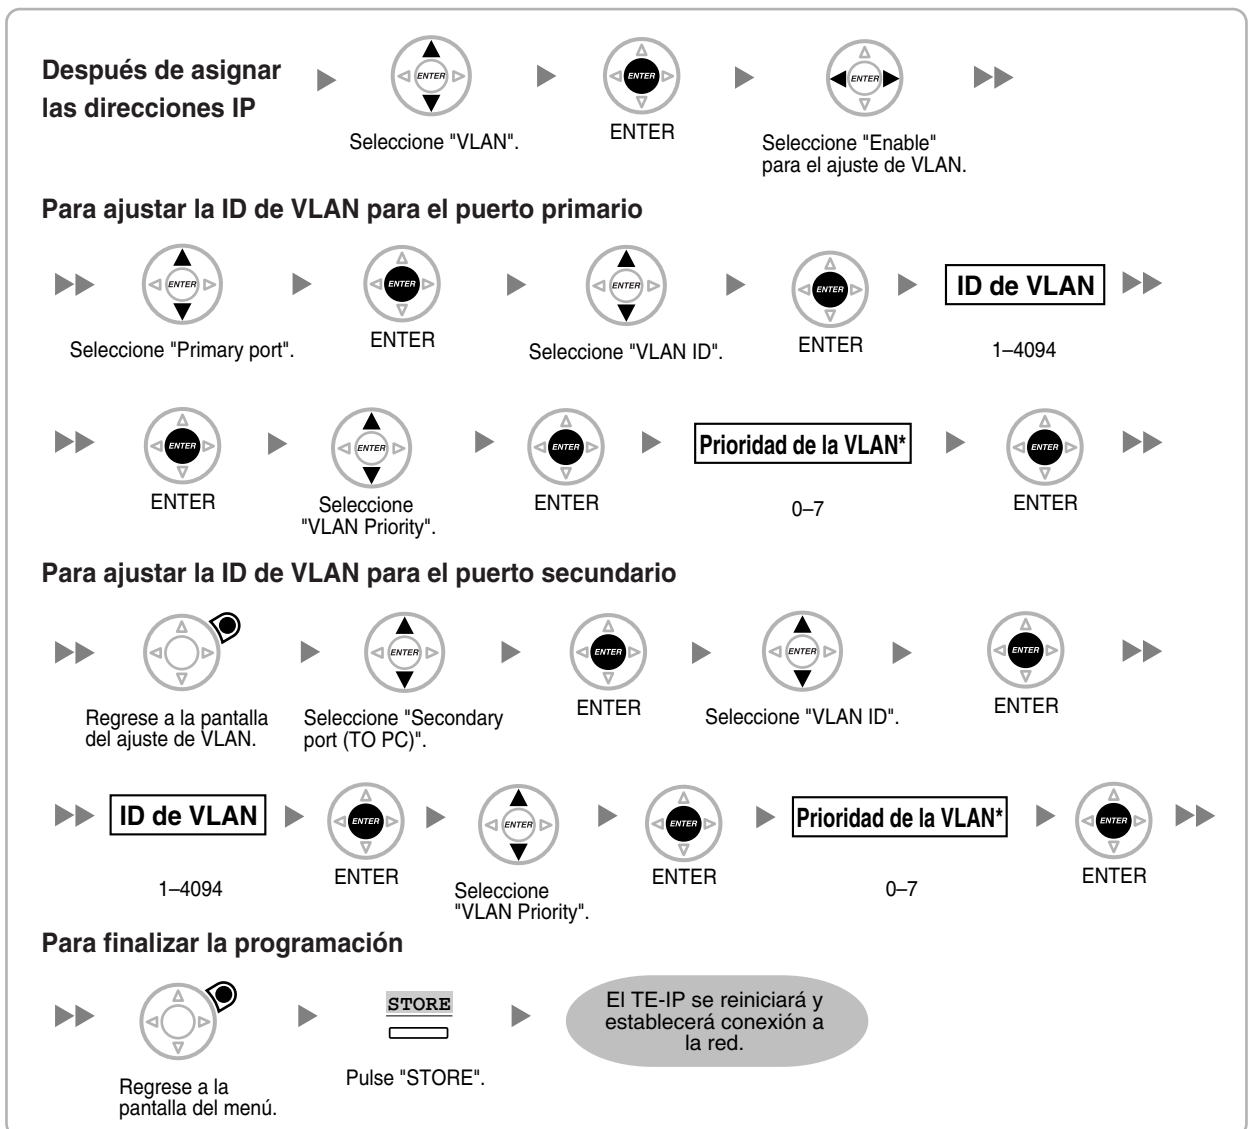 Después de asignar
las direcciones IP
ENTER
ENTER
ENTER
Seleccione "VLAN".
ENTER
Seleccione "Enable"
para el ajuste de VLAN.
Para ajustar la ID de VLAN para el puerto primario
ENTER
ENTER
ENTER
ENTER
ID de VLAN
Seleccione "Primary port".
ENTER
Seleccione "VLAN ID".
ENTER
1–4094
ENTER
ENTER
ENTER
Prioridad de la VLAN*
ENTER
ENTER
Seleccione
"VLAN Priority".
ENTER
0–7
ENTER
Para ajustar la ID de VLAN para el puerto secundario
ENTER
ENTER
ENTER
ENTER
Regrese a la pantalla
del ajuste de VLAN.
Seleccione "Secondary
port (TO PC)".
ENTER
Seleccione "VLAN ID".
ENTER
ID de VLAN
ENTER
ENTER
ENTER
Prioridad de la VLAN*
ENTER
1–4094
ENTER
Seleccione
"VLAN Priority".
ENTER
0–7
ENTER
Para finalizar la programación
STORE
El TE-IP se reiniciará y
establecerá conexión a
la red.
Regrese a la
pantalla del menú.
Pulse "STORE".